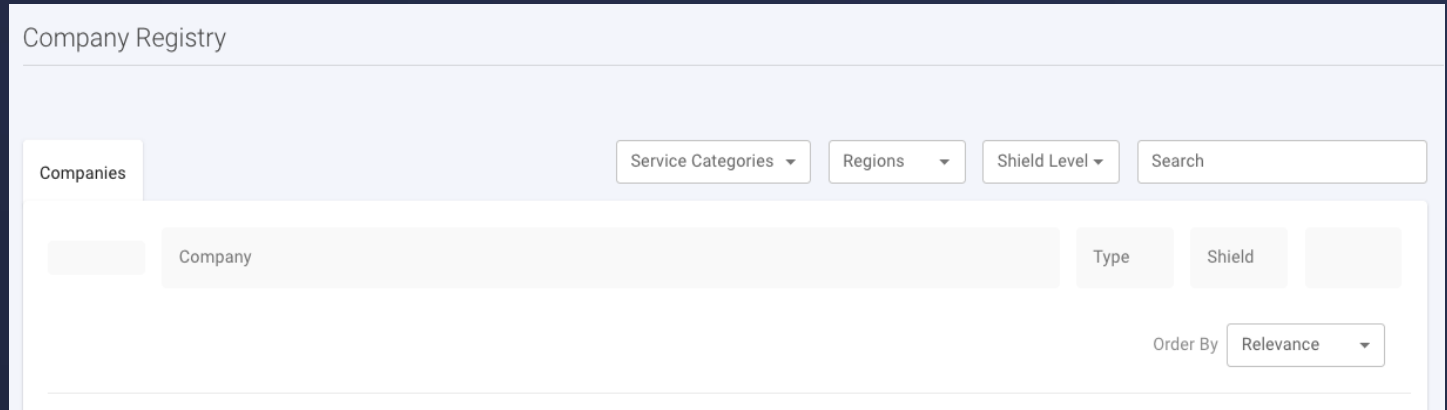 Company Registry
Companies
Service Categories
Regions
Shield Level
Search
Company
Type
Shield
Order By
Relevance